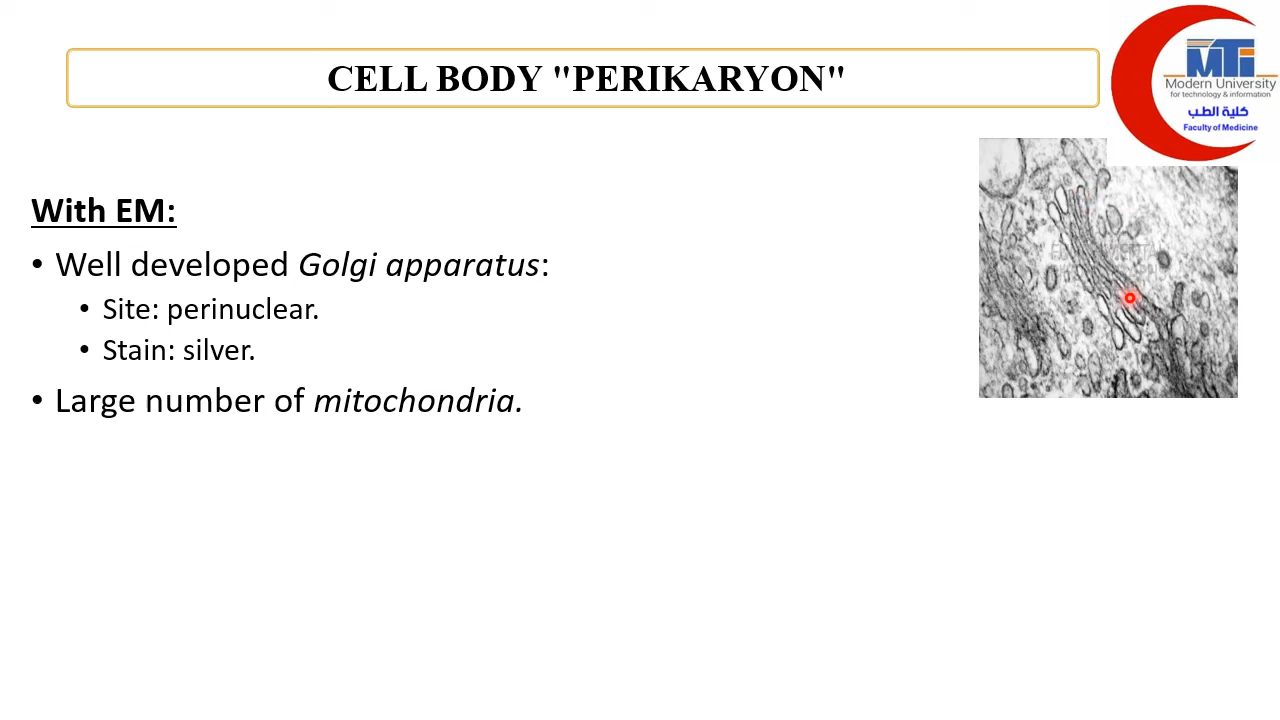 CELL BODY "PERIKARYON"
MTi
Modern University
for technology & information
كلية الطب
Faculty of Medicine
With EM:
• Well developed Golgi apparatus:
• Site: perinuclear.
• Stain: silver.
• Large number of mitochondria.